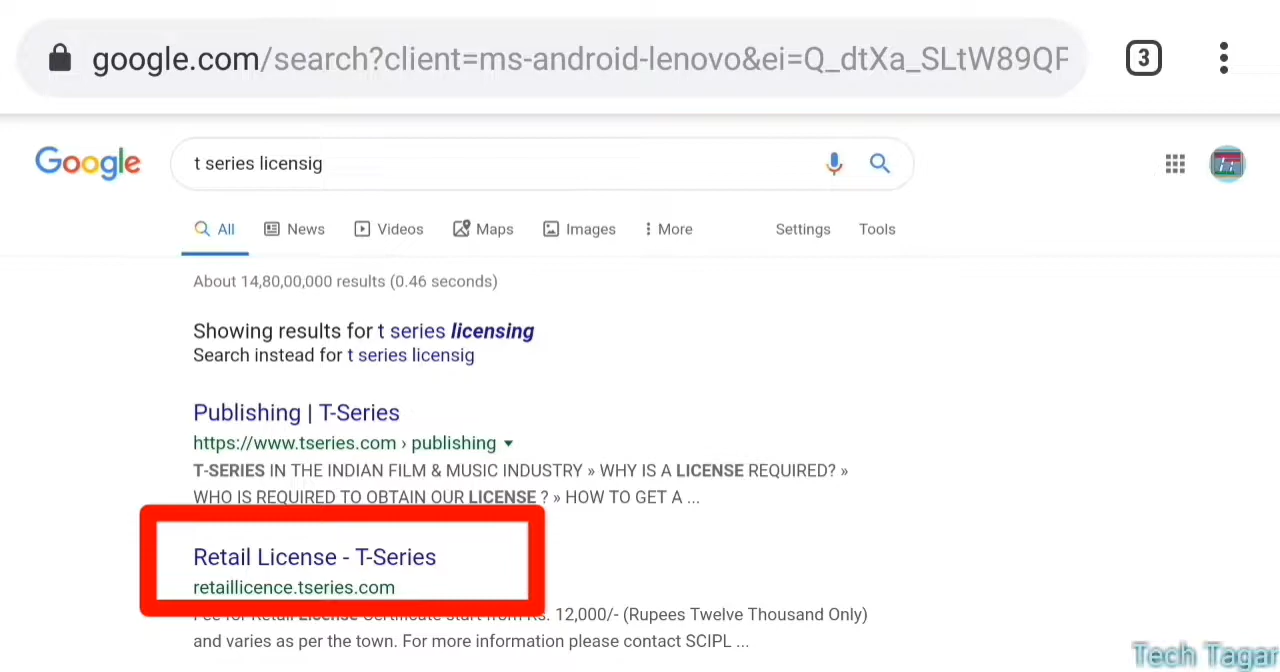 google.com/search?client=ms-android-lenovo&ei=Q_dtXa_SLtW89QF
3
Google
t series licensig
All News Videos Maps Images More Settings Tools
About 14,80,00,000 results (0.46 seconds)
Showing results for t series licensing
Search instead for t series licensig
Publishing | T-Series
https://www.tseries.com › publishing
T-SERIES IN THE INDIAN FILM & MUSIC INDUSTRY » WHY IS A LICENSE REQUIRED? »
WHO IS REQUIRED TO OBTAIN OUR LICENSE ? » HOW TO GET A ...
Retail License - T-Series
retaillicence.tseries.com
Fee for Retail License Certificate start from Rs. 12,000/- (Rupees Twelve Thousand Only)
and varies as per the town. For more information please contact SCIPL ...
Tech Tagar